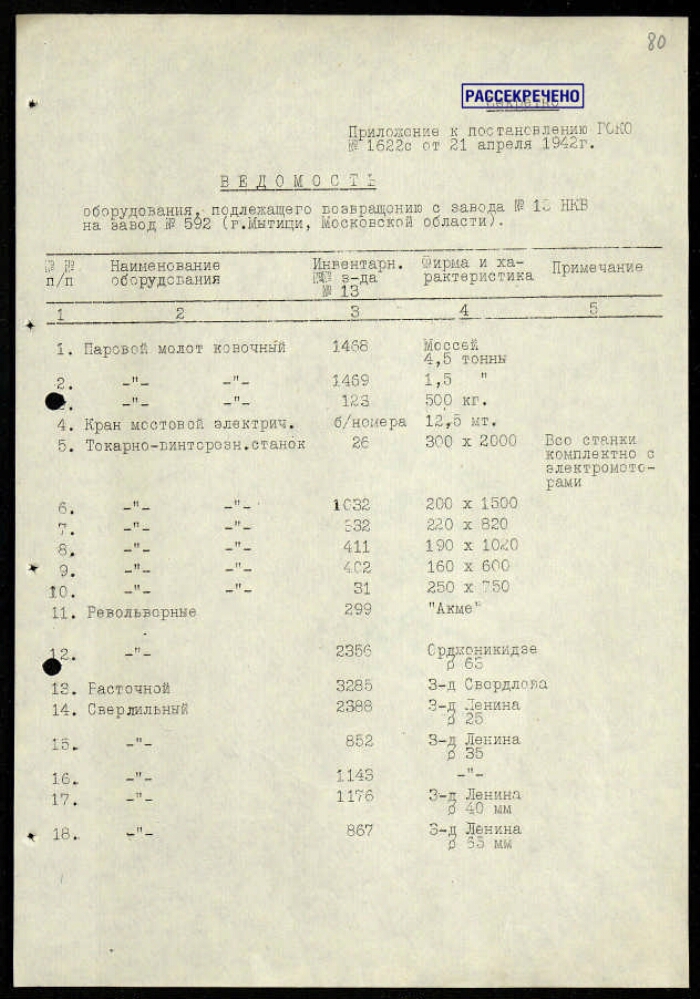 80
РАССЕКРЕЧЕНО
Приложение к постановлению ГОКО
№ 1622с от 21 апреля 1942г.
ВЕДОМОСТЬ
оборудования, подлежащего возвращению с завода № 13 НКВ
на завод № 592 (г.Мытищи, Московской области).
№ № п/п Наименование оборудования Инвентарн. №№ з-да № 13 Фирма и характеристика Примечание
1 2 3 4 5
1. Паровой молот ковочный 1468 Моссей
4,5 тонны
2. -"- -"- 1469 1,5 "
-"- -"- 123 500 кг.
4. Кран мостовой электрич. б/номера 12,5 мт.
5. Токарно-винторезн.станок 26 300 х 2000 Все станки
комплектно с
электромото-
рами
6. -"- -"- 1032 200 х 1500
7. -"- -"- 332 220 х 820
8. -"- -"- 411 190 х 1020
9. -"- -"- 402 160 х 600
10. -"- -"- 31 250 х 750
11. Револьверные 299 "Акме"
12. -"- 2356 Орджоникидзе
∅ 63
13. Расточной 3285 З-д Свердлова
14. Сверлильный 2388 З-д Ленина
∅ 25
15. -"- 852 З-д Ленина
∅ 35
16. -"- 1143 -"-
17. -"- 1176 З-д Ленина
∅ 40 мм
18. -"- 867 З-д Ленина
∅ 65 мм